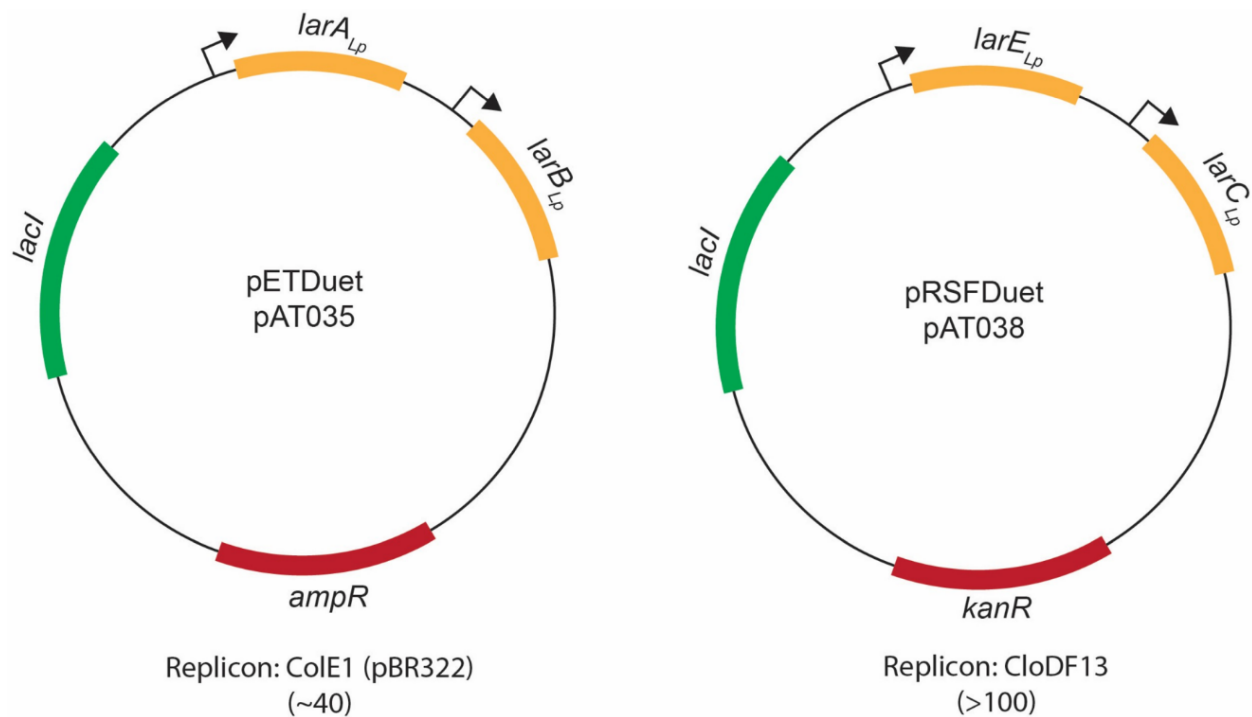 larA_Lp
larB_Lp
lacI
pETDuet
pAT035
ampR
Replicon: ColE1 (pBR322)
(~40)
larE_Lp
larC_Lp
lacI
pRSFDuet
pAT038
kanR
Replicon: CloDF13
(>100)